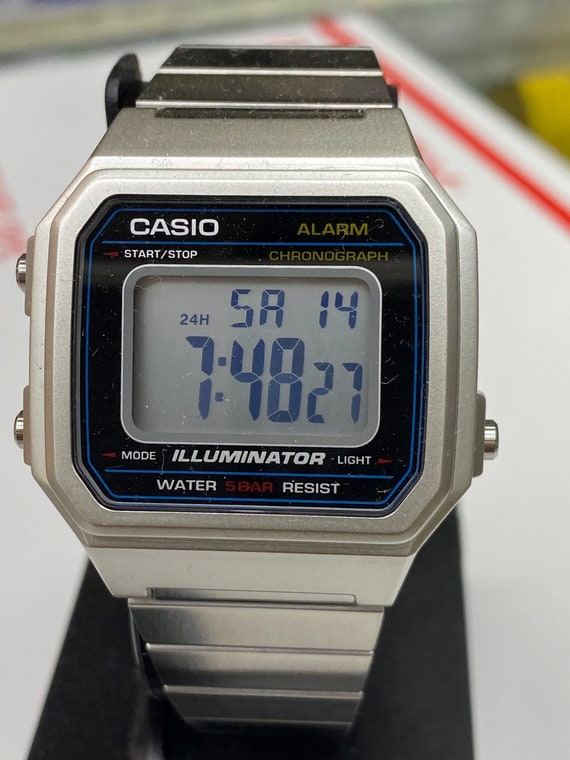 CASIO ALARM
START/STOP CHRONOGRAPH
24H SA 14
7:48 27
MODE ILLUMINATOR LIGHT
WATER 5BAR RESIST